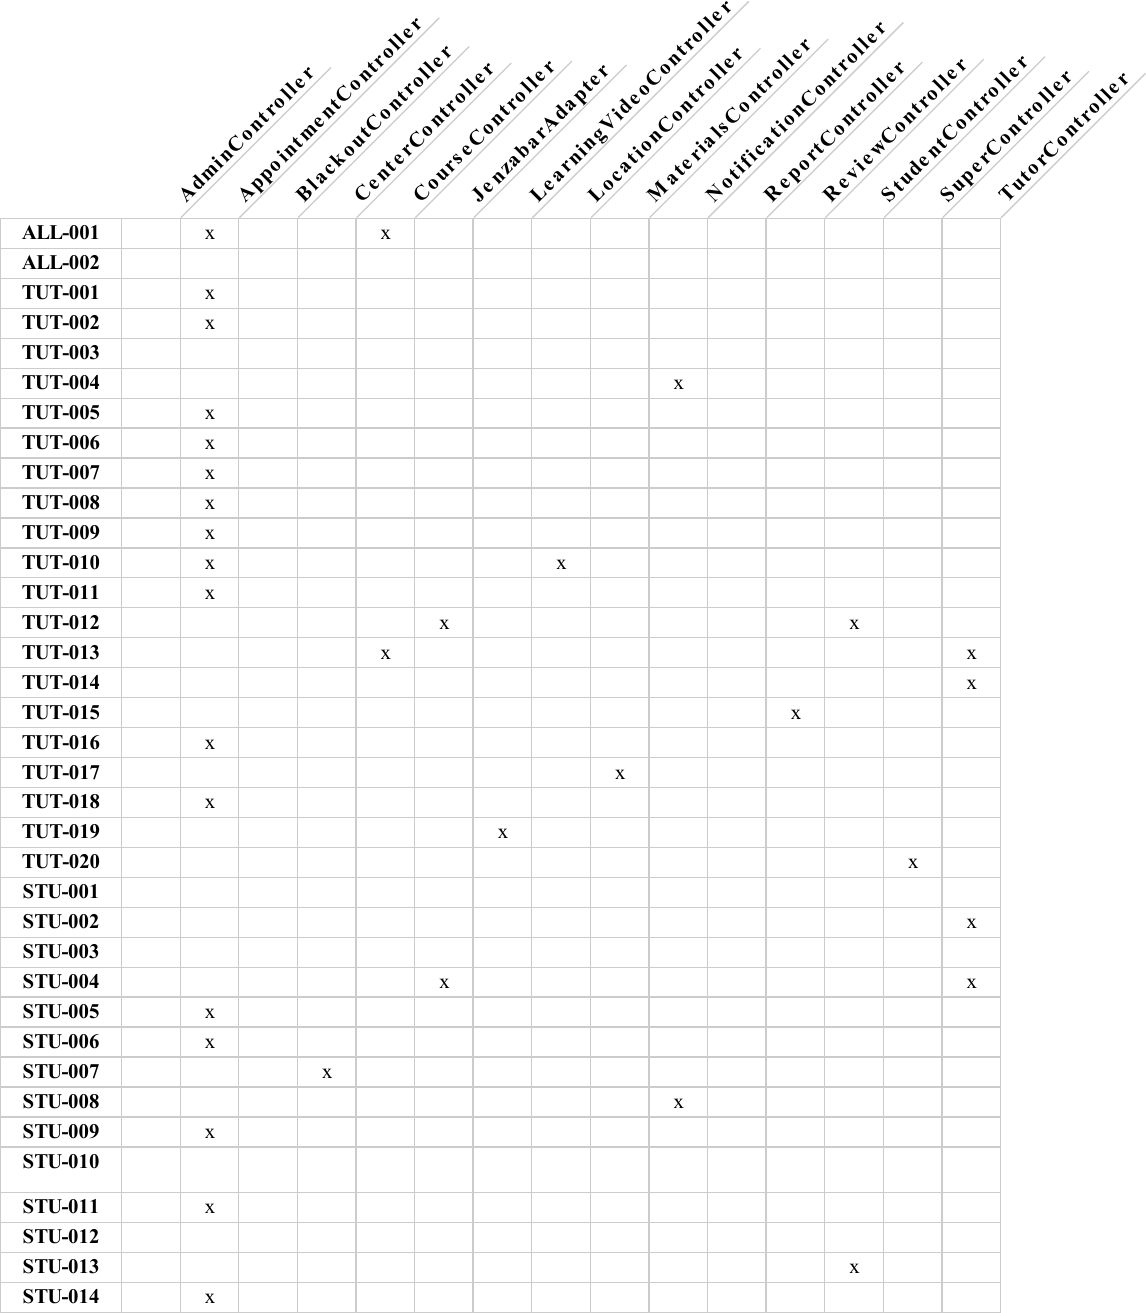 AdminController
AppointmentController
BlackoutController
CenterController
CourseController
JenzabarAdapter
LearningVideoController
LocationController
MaterialsController
NotificationController
ReportController
ReviewController
StudentController
SuperController
TutorController
ALL-001 x x
ALL-002
TUT-001 x
TUT-002 x
TUT-003
TUT-004 x
TUT-005 x
TUT-006 x
TUT-007 x
TUT-008 x
TUT-009 x
TUT-010 x x
TUT-011 x
TUT-012 x x
TUT-013 x x
TUT-014 x
TUT-015 x
TUT-016 x
TUT-017 x
TUT-018 x
TUT-019 x
TUT-020 x
STU-001
STU-002 x
STU-003
STU-004 x x
STU-005 x
STU-006 x
STU-007 x
STU-008 x
STU-009 x
STU-010
STU-011 x
STU-012
STU-013 x
STU-014 x